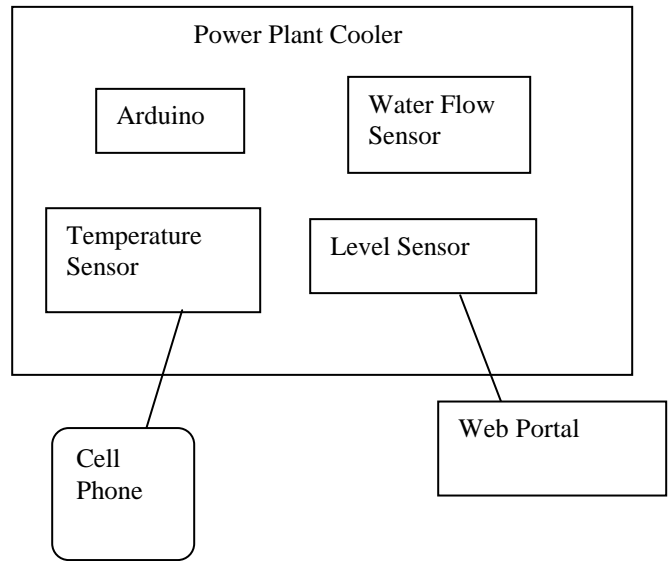 Power Plant Cooler
Arduino
Water Flow
Sensor
Temperature
Sensor
Level Sensor
Cell
Phone
Web Portal